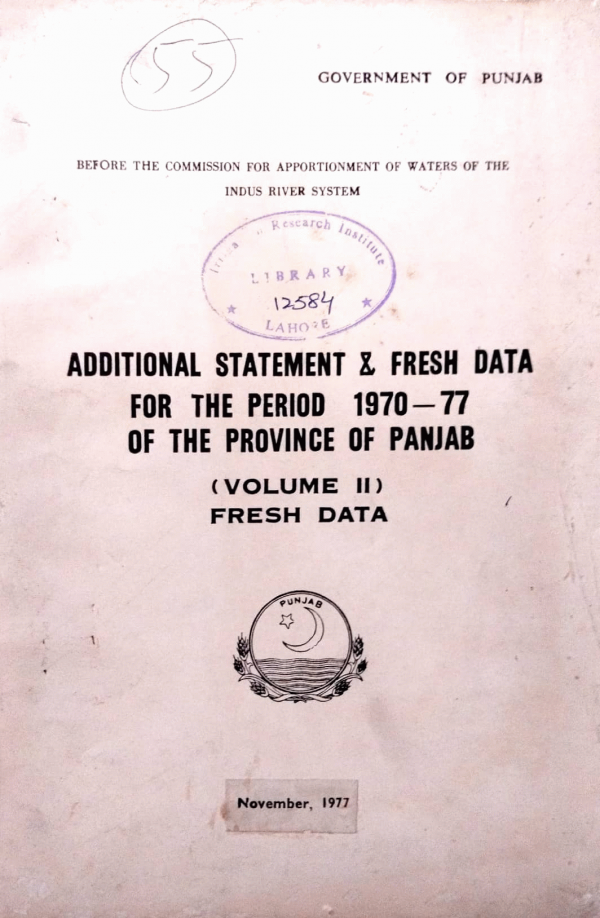 55
GOVERNMENT OF PUNJAB
BEFORE THE COMMISSION FOR APPORTIONMENT OF WATERS OF THE
INDUS RIVER SYSTEM
Research Institute
LIBRARY
12584
LAHORE
ADDITIONAL STATEMENT & FRESH DATA
FOR THE PERIOD 1970—77
OF THE PROVINCE OF PANJAB
(VOLUME II)
FRESH DATA
PUNJAB
November, 1977